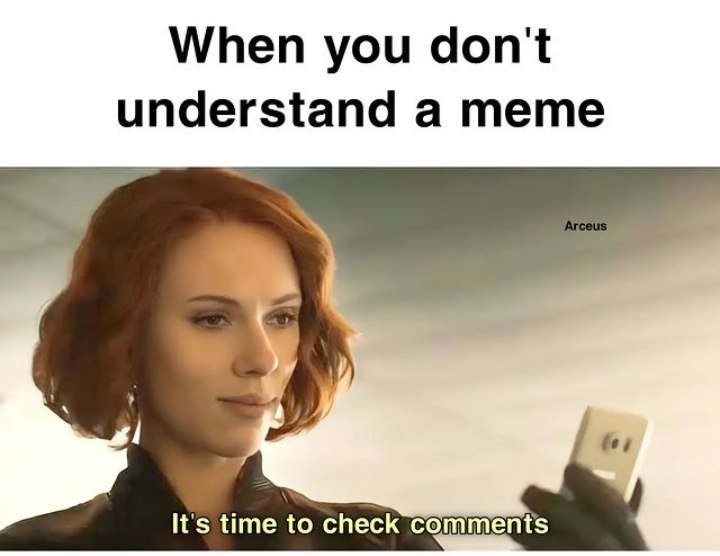 When you don't
understand a meme
Arceus
It's time to check comments